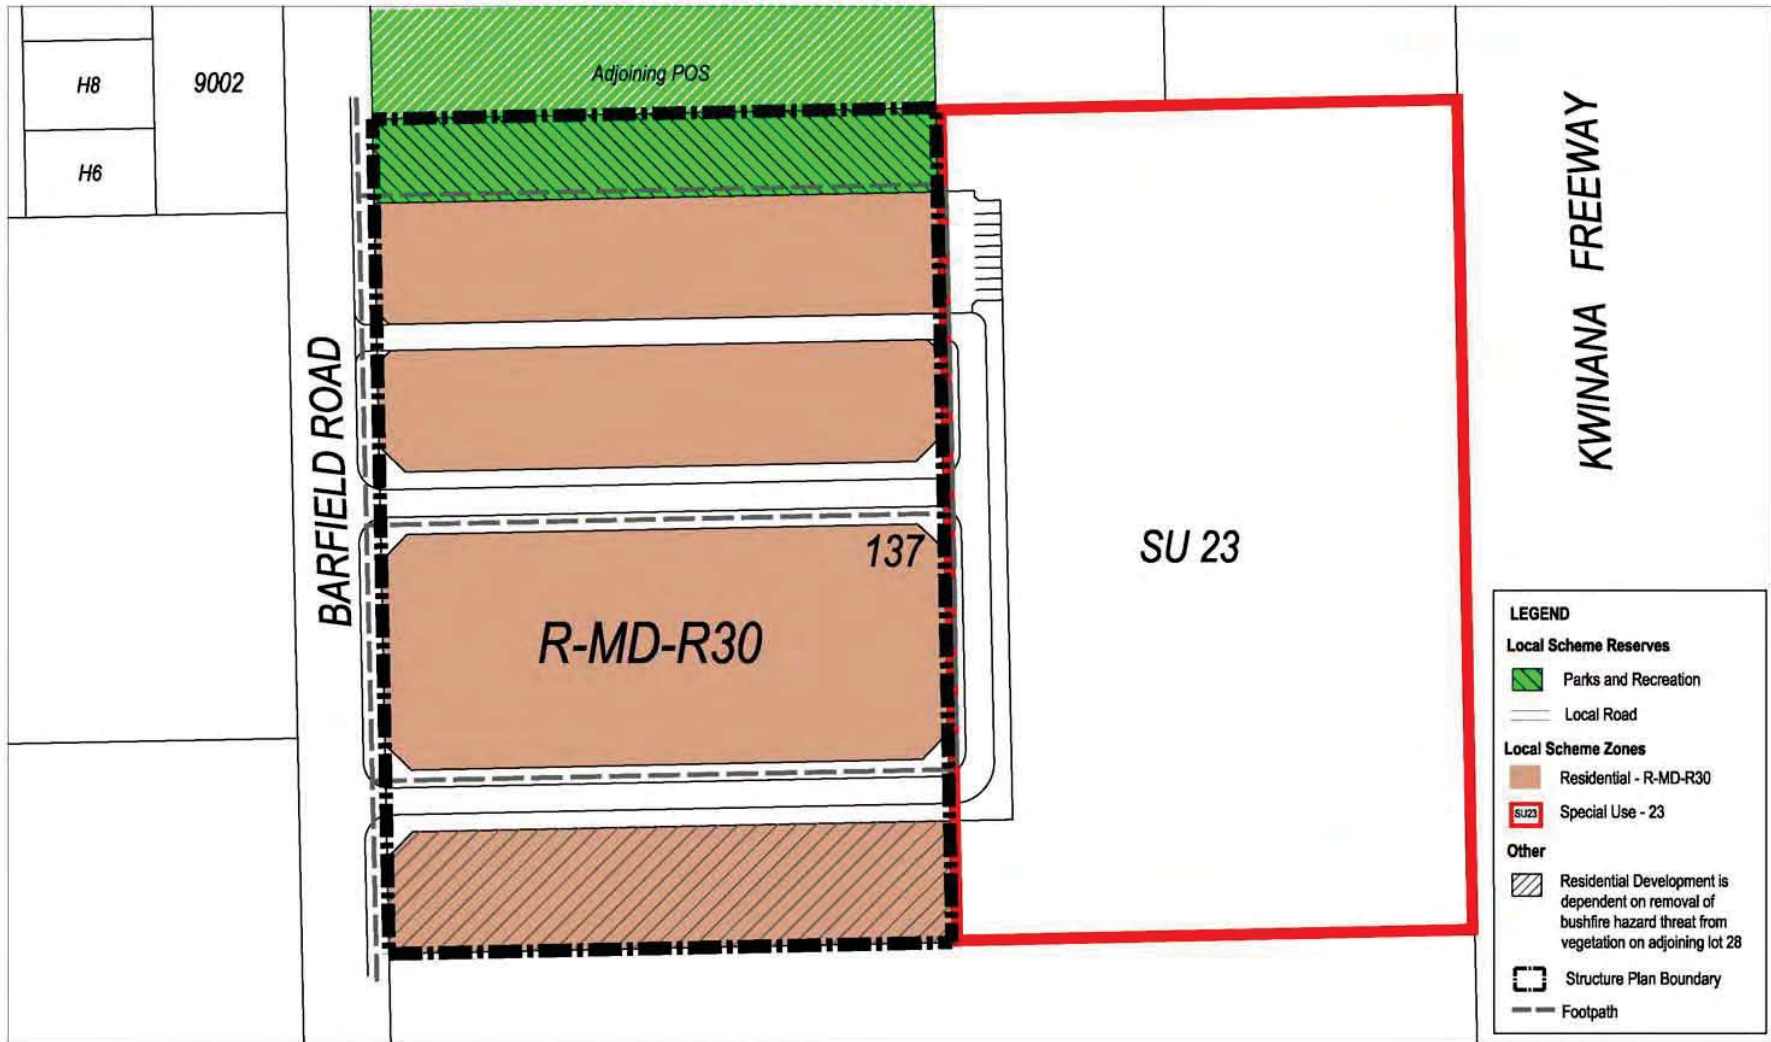 H8
9002
Adjoining POS
H6
BARFIELD ROAD
KWINANA FREEWAY
137
SU 23
R-MD-R30
LEGEND
Local Scheme Reserves
Parks and Recreation
Local Road
Local Scheme Zones
Residential - R-MD-R30
SU23
Special Use - 23
Other
Residential Development is
dependent on removal of
bushfire hazard threat from
vegetation on adjoining lot 28
Structure Plan Boundary
Footpath